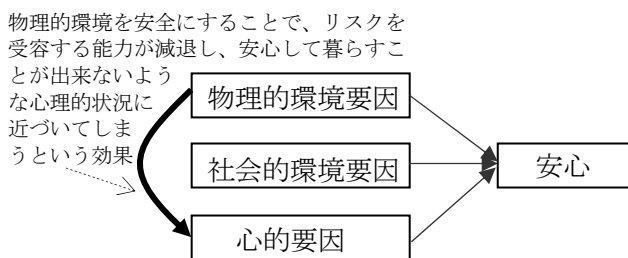 物理的環境を安全にすることで、リスクを
受容する能力が減退し、安心して暮らすこ
とが出来ないよう
な心理的状況に
近づいてしま
うという効果
物理的環境要因
社会的環境要因
安心
心的要因